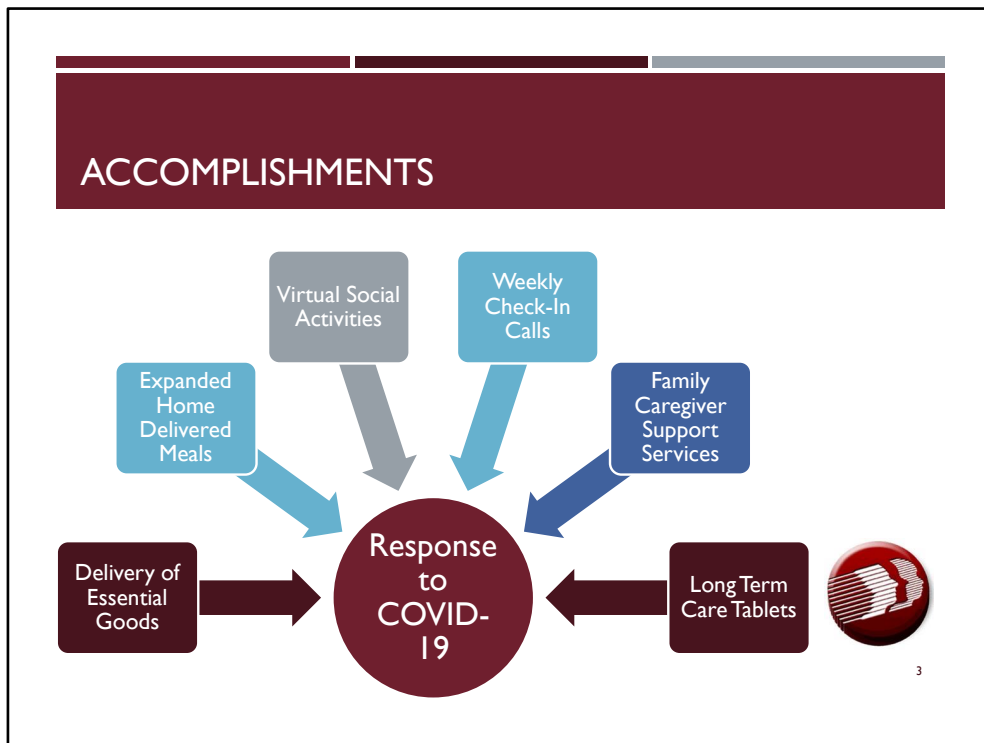 ACCOMPLISHMENTS
Virtual Social
Activities
Weekly
Check-In
Calls
Expanded
Home
Delivered
Meals
Family
Caregiver
Support
Services
Delivery of
Essential
Goods
Response
to
COVID-
19
Long Term
Care Tablets
3